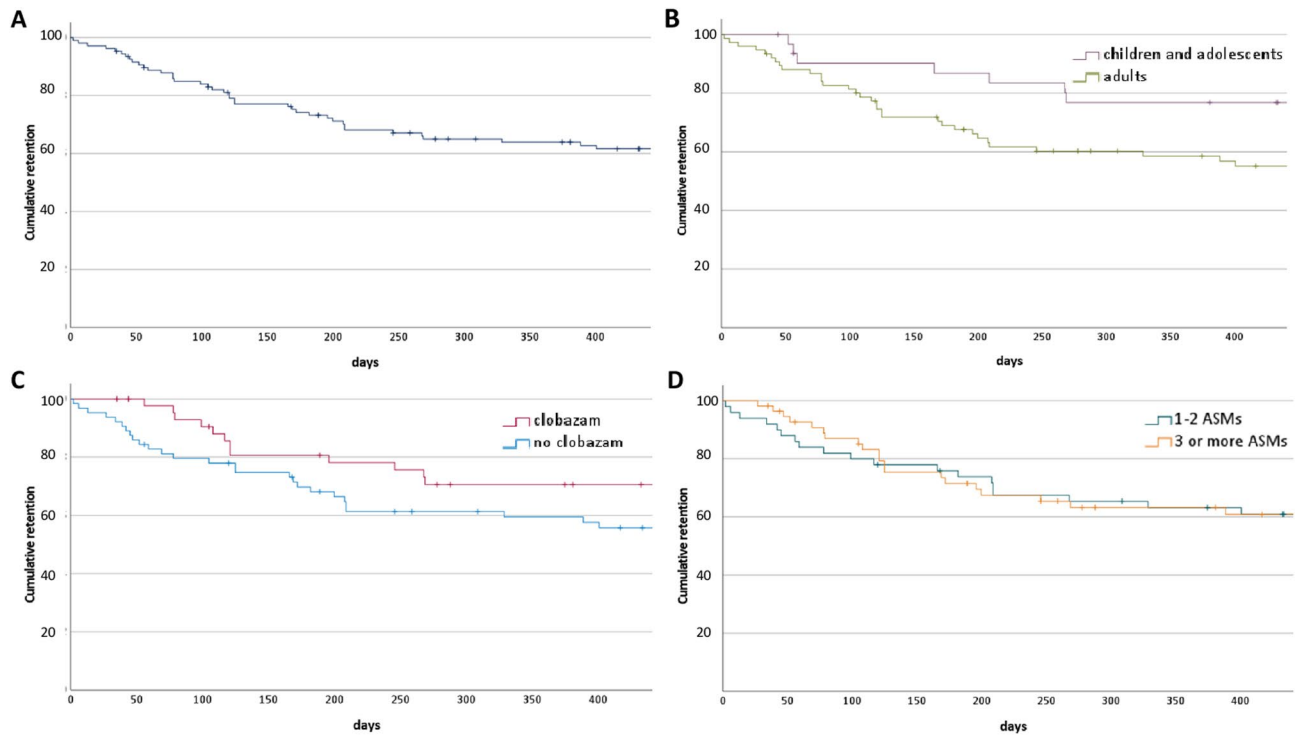 A
100
80
60
40
20
Cumulative retention
0 50 100 150 200 250 300 350 400
days
B
100
80
60
40
20
Cumulative retention
children and adolescents
adults
0 50 100 150 200 250 300 350 400
days
C
100
80
60
40
20
Cumulative retention
clobazam
no clobazam
0 50 100 150 200 250 300 350 400
days
D
100
80
60
40
20
Cumulative retention
1-2 ASMs
3 or more ASMs
0 50 100 150 200 250 300 350 400
days